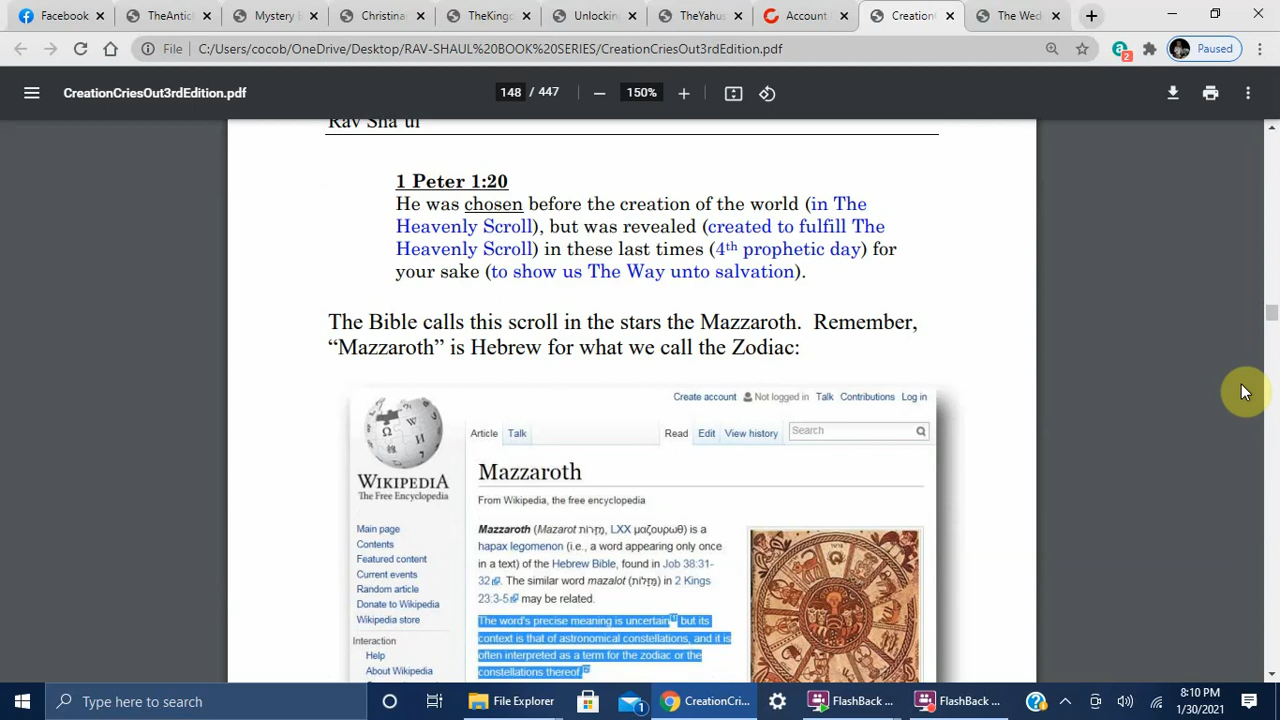 Facebook
TheAntic
Mystery E
Christina
TheKing
Unlockin
TheYahus
Account
Creation
The Wed
File C:/Users/cocob/OneDrive/Desktop/RAV-SHAUL%20BOOK%20SERIES/CreationCriesOut3rdEdition.pdf
2
Paused
CreationCriesOut3rdEdition.pdf
148 / 447
150%
Rav Sha'ul
1 Peter 1:20
He was chosen before the creation of the world (in The
Heavenly Scroll), but was revealed (created to fulfill The
Heavenly Scroll) in these last times (4th prophetic day) for
your sake (to show us The Way unto salvation).
The Bible calls this scroll in the stars the Mazzaroth. Remember,
“Mazzaroth” is Hebrew for what we call the Zodiac:
Create account Not logged in Talk Contributions Log in
Article Talk Read Edit View history Search
WIKIPEDIA
The Free Encyclopedia
Main page
Contents
Featured content
Current events
Random article
Donate to Wikipedia
Wikipedia store
Interaction
Help
About Wikipedia
Mazzaroth
From Wikipedia, the free encyclopedia
Mazzaroth (Mazarot מַזָּרוֹת, LXX μαζουρωθ) is a
hapax legomenon (i.e., a word appearing only once
in a text) of the Hebrew Bible, found in Job 38:31-
32. The similar word mazalot (מַזָּלוֹת) in 2 Kings
23:3-5 may be related.
The word's precise meaning is uncertain, but its
context is that of astronomical constellations, and it is
often interpreted as a term for the zodiac or the
constellations thereof.
Type here to search
File Explorer
1
CreationCri...
FlashBack ...
FlashBack ...
8:10 PM
1/30/2021